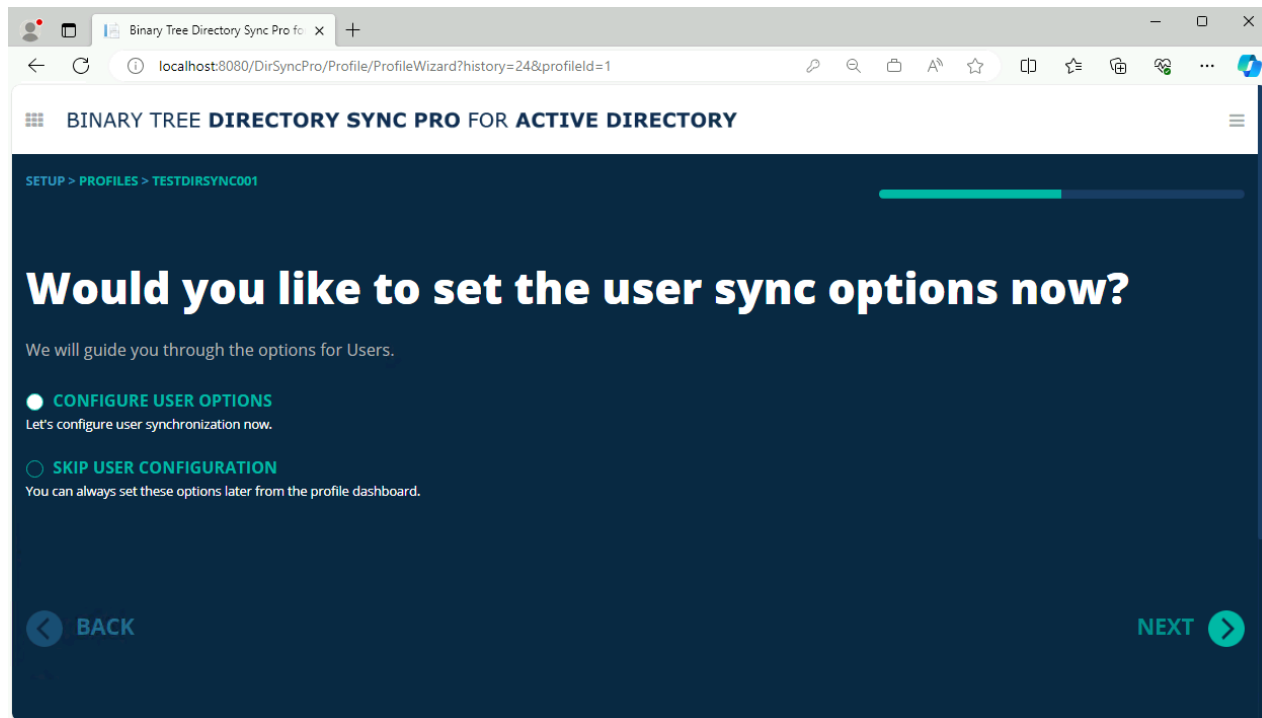 Binary Tree Directory Sync Pro fo
localhost:8080/DirSyncPro/Profile/ProfileWizard?history=24&profileId=1
BINARY TREE DIRECTORY SYNC PRO FOR ACTIVE DIRECTORY
SETUP > PROFILES > TESTDIRSYNC001
Would you like to set the user sync options now?
We will guide you through the options for Users.
CONFIGURE USER OPTIONS
Let's configure user synchronization now.
SKIP USER CONFIGURATION
You can always set these options later from the profile dashboard.
BACK
NEXT